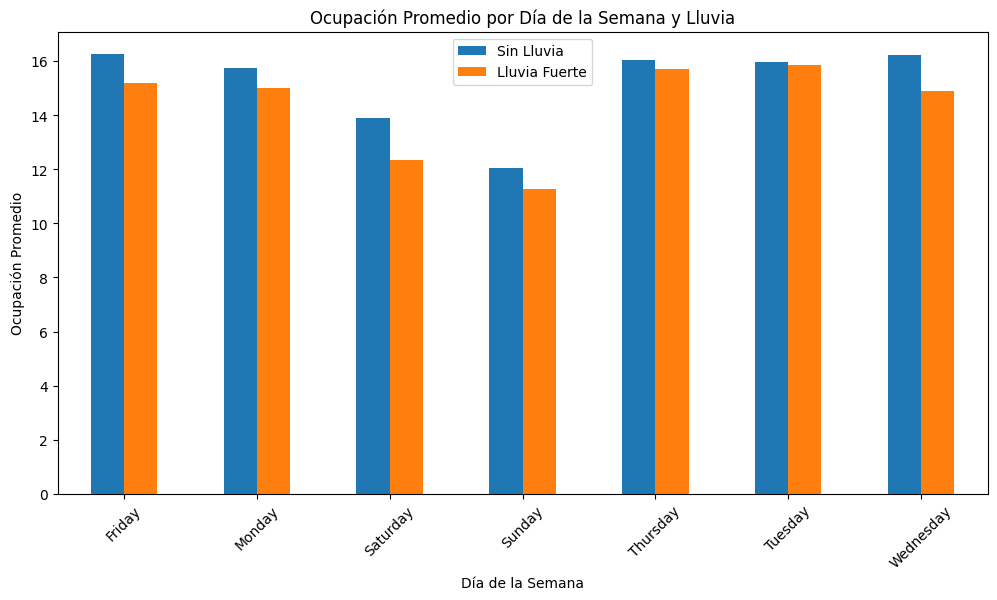 Ocupación Promedio por Día de la Semana y Lluvia
Sin Lluvia
Lluvia Fuerte
Ocupación Promedio
16
14
12
10
8
6
4
2
0
Friday
Monday
Saturday
Sunday
Thursday
Tuesday
Wednesday
Día de la Semana